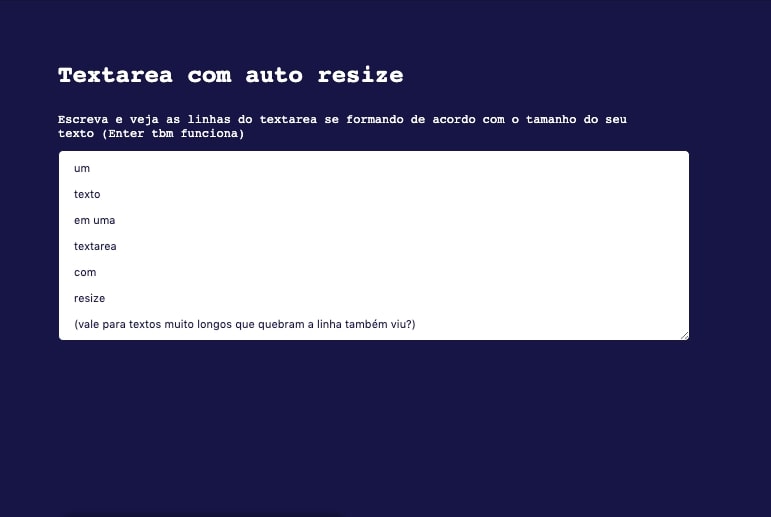 Textarea com auto resize
Escreva e veja as linhas do textarea se formando de acordo com o tamanho do seu
texto (Enter tbm funciona)
um
texto
em uma
textarea
com
resize
(vale para textos muito longos que quebram a linha também viu?)